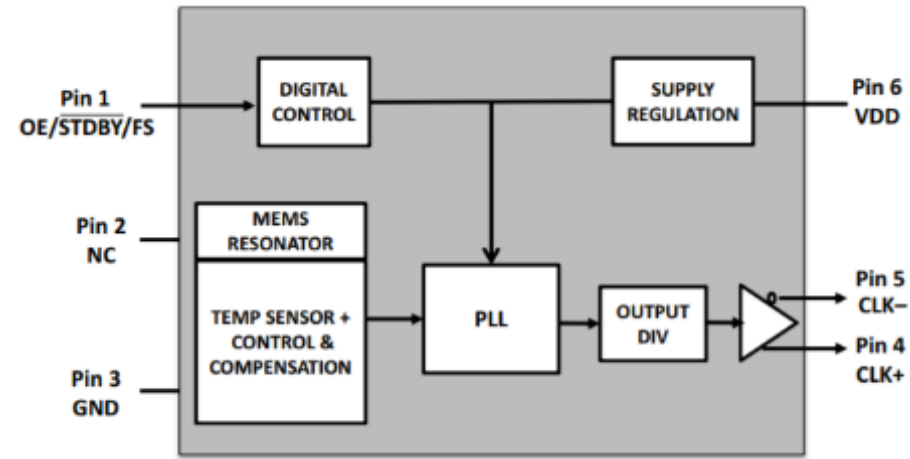 Pin 1
OE/STDBY/FS
DIGITAL
CONTROL
SUPPLY
REGULATION
Pin 6
VDD
Pin 2
NC
MEMS
RESONATOR
TEMP SENSOR +
CONTROL &
COMPENSATION
PLL
OUTPUT
DIV
Pin 5
CLK–
Pin 4
CLK+
Pin 3
GND